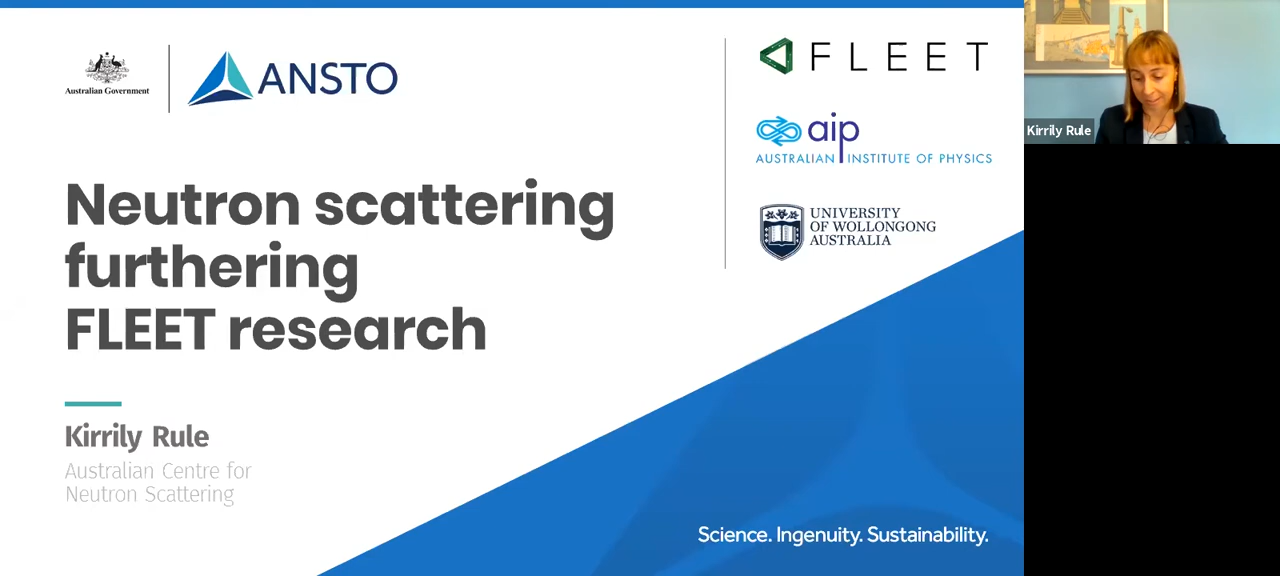 Australian Government
ANSTO
FLEET
aip
AUSTRALIAN INSTITUTE OF PHYSICS
UNIVERSITY
OF WOLLONGONG
AUSTRALIA
Neutron scattering
furthering
FLEET research
Kirrily Rule
Australian Centre for
Neutron Scattering
Science. Ingenuity. Sustainability.
Kirrily Rule